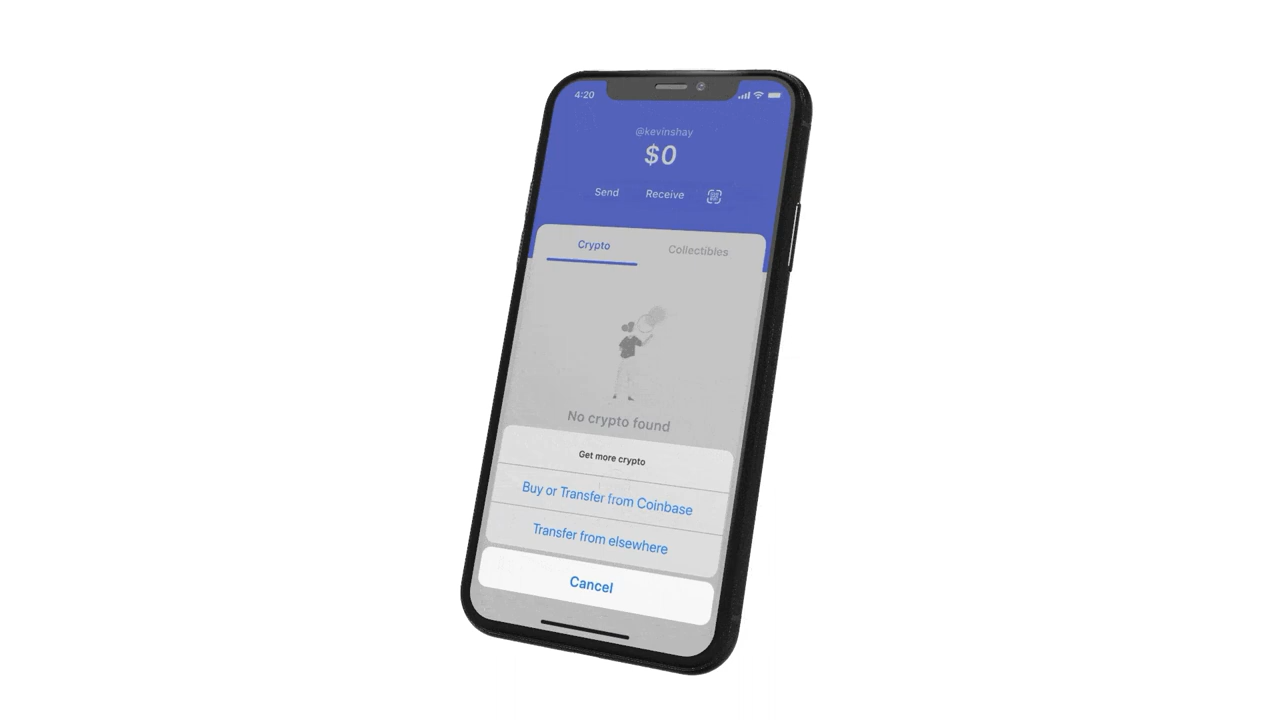 4:20
@kevinshay
$0
Send Receive
Crypto Collectibles
No crypto found
Get more crypto
Buy or Transfer from Coinbase
Transfer from elsewhere
Cancel